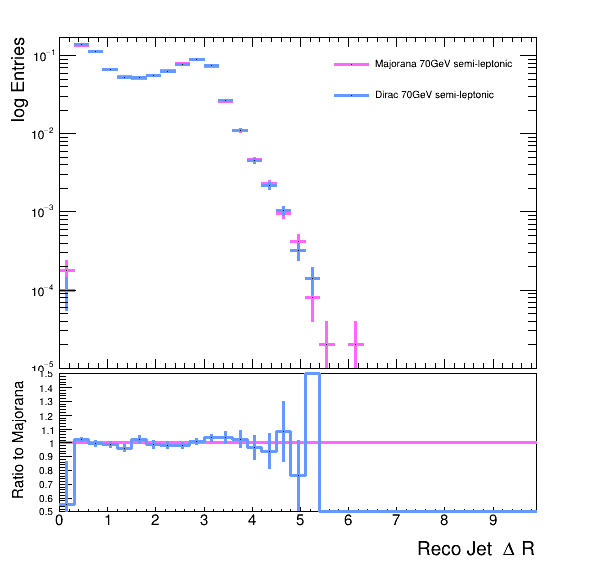 log Entries
10⁻¹
10⁻²
10⁻³
10⁻⁴
10⁻⁵
Majorana 70GeV semi-leptonic
Dirac 70GeV semi-leptonic
Ratio to Majorana
1.5
1.4
1.3
1.2
1.1
1
0.9
0.8
0.7
0.6
0.5
0 1 2 3 4 5 6 7 8 9
Reco Jet Δ R